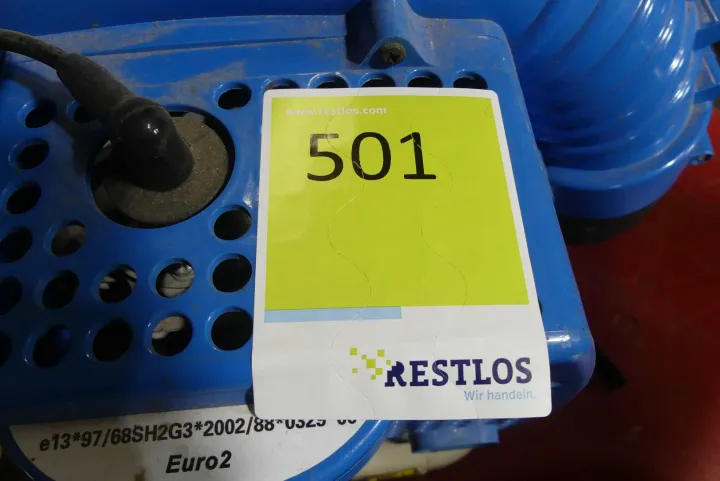 www.restlos.com
501
RESTLOS
Wir handeln.
e13*97/68SH2G3*2002/88*0325*00
Euro2